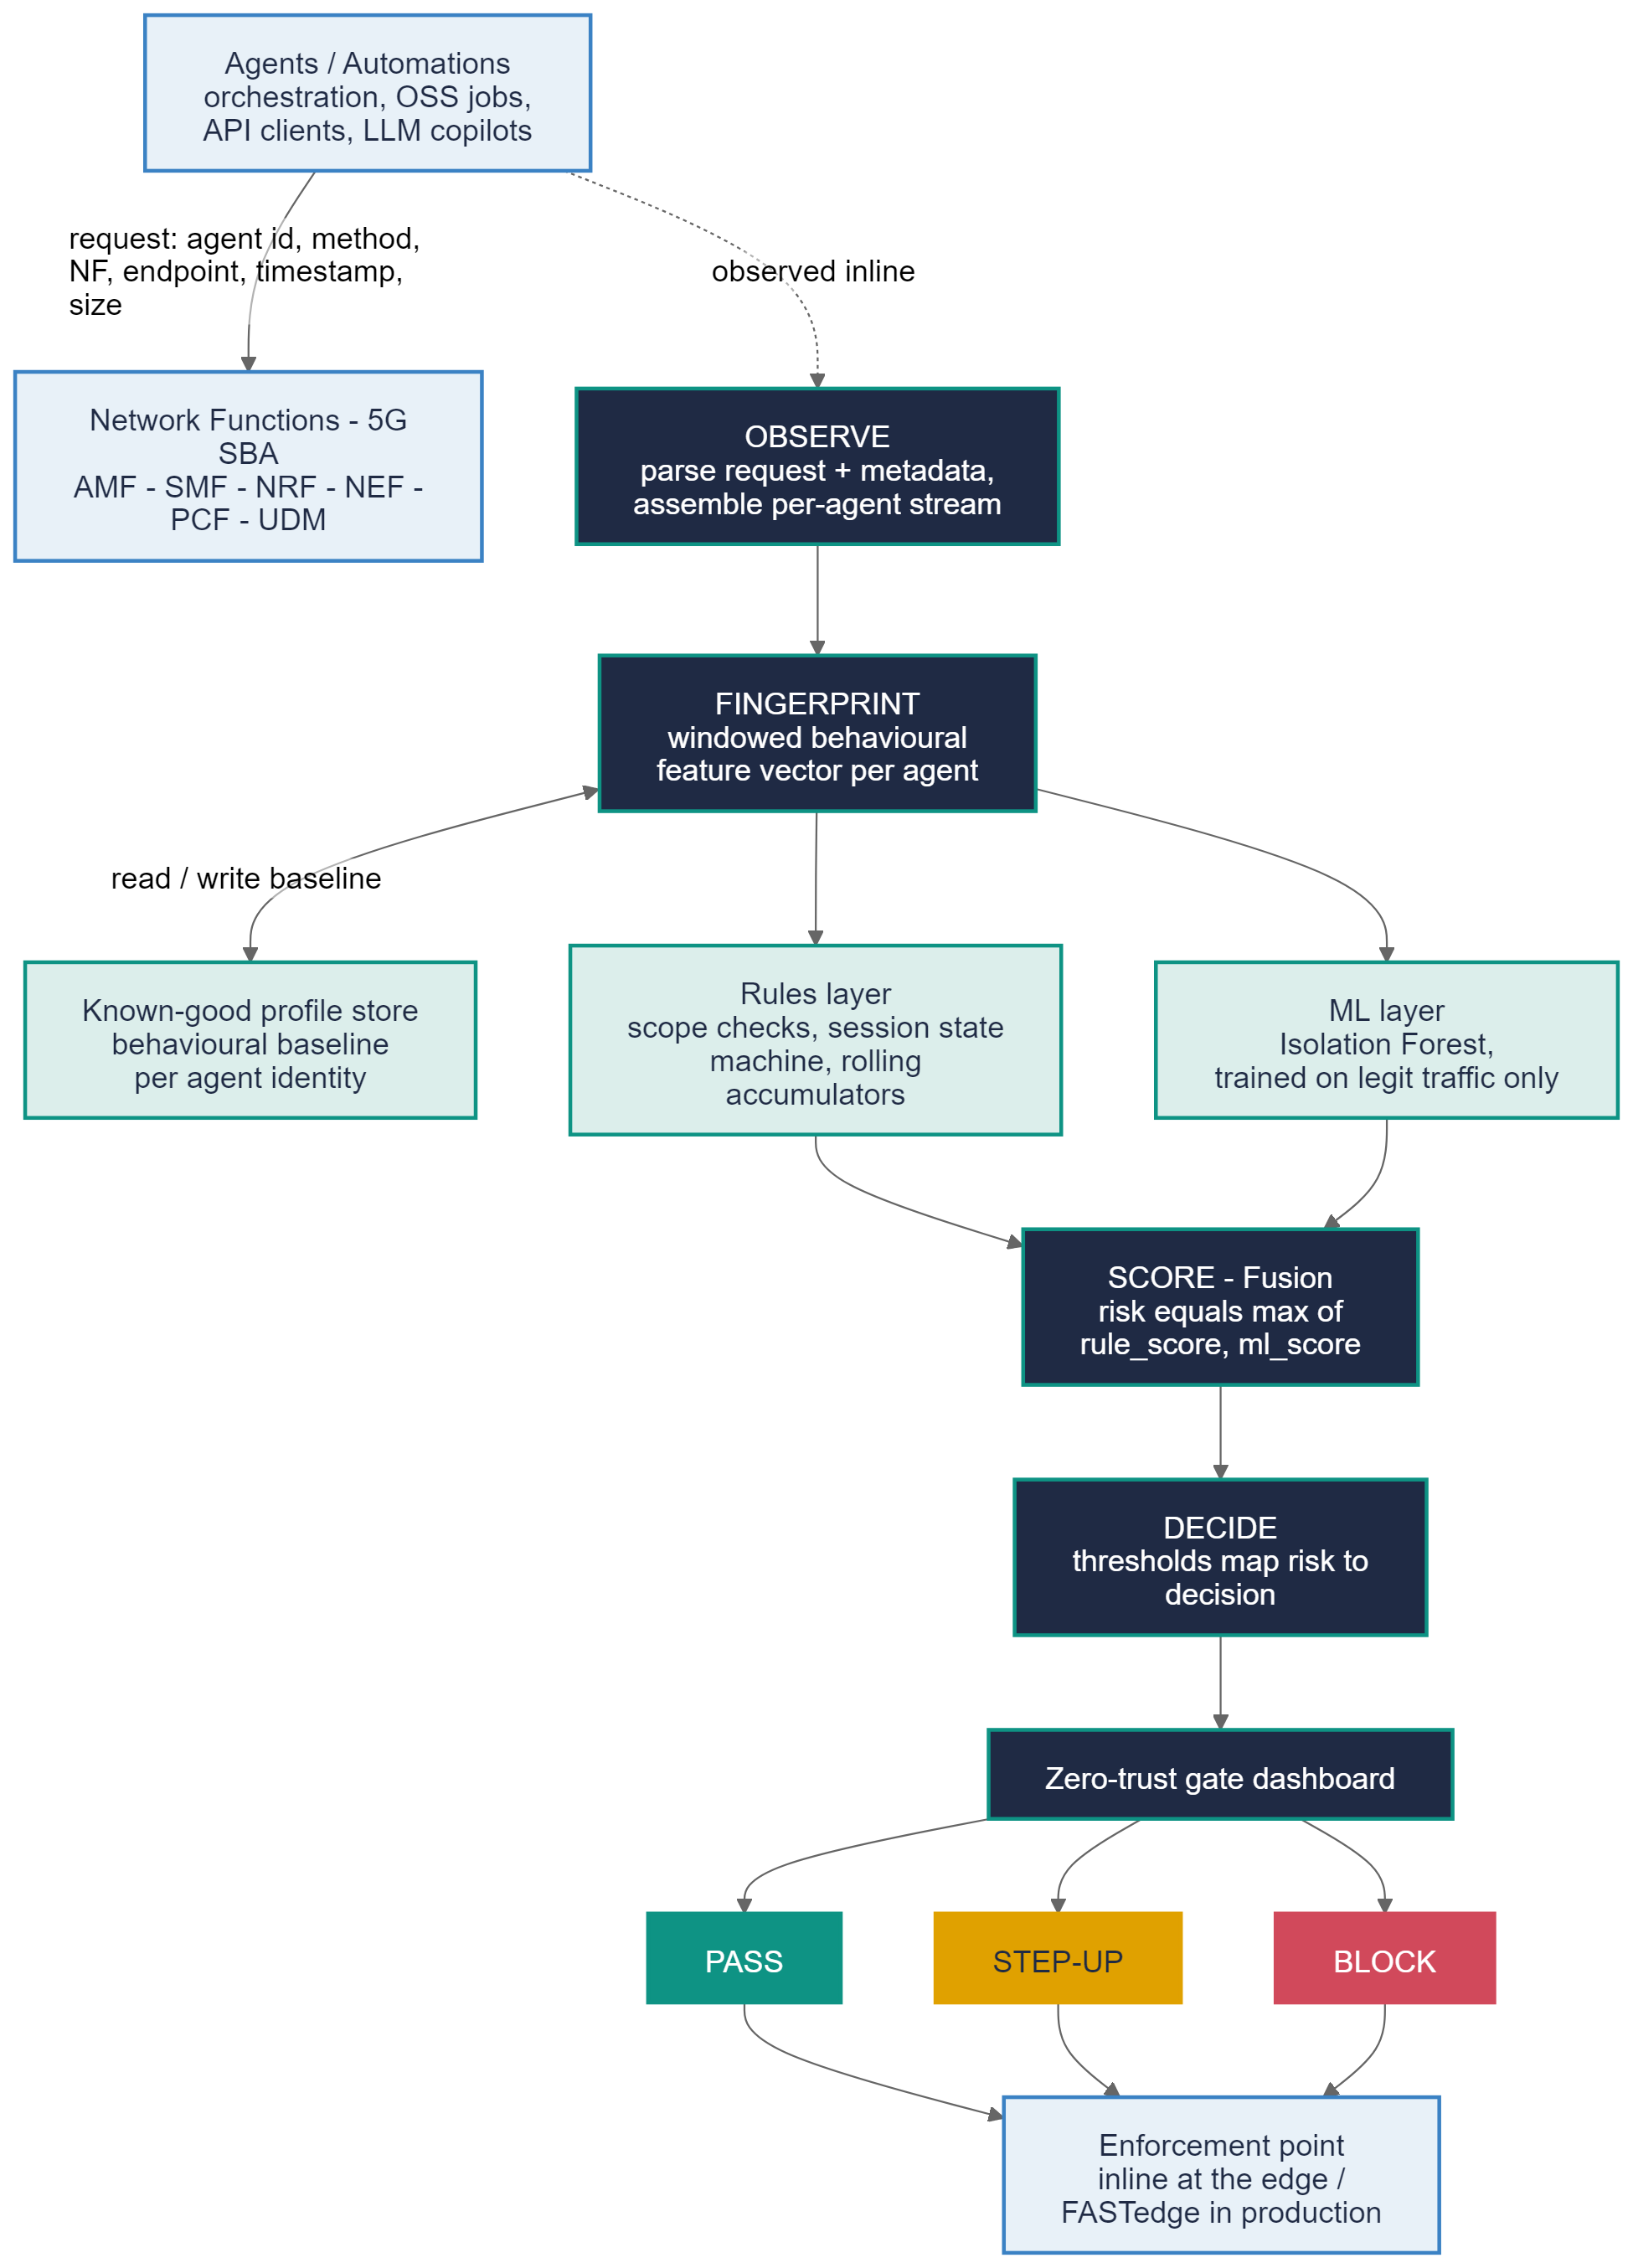 Agents / Automations
orchestration, OSS jobs,
API clients, LLM copilots
request: agent id, method,
NF, endpoint, timestamp,
size
observed inline
Network Functions - 5G
SBA
AMF - SMF - NRF - NEF -
PCF - UDM
OBSERVE
parse request + metadata,
assemble per-agent stream
FINGERPRINT
windowed behavioural
feature vector per agent
read / write baseline
Known-good profile store
behavioural baseline
per agent identity
Rules layer
scope checks, session state
machine, rolling
accumulators
ML layer
Isolation Forest,
trained on legit traffic only
SCORE - Fusion
risk equals max of
rule_score, ml_score
DECIDE
thresholds map risk to
decision
Zero-trust gate dashboard
PASS
STEP-UP
BLOCK
Enforcement point
inline at the edge /
FASTedge in production